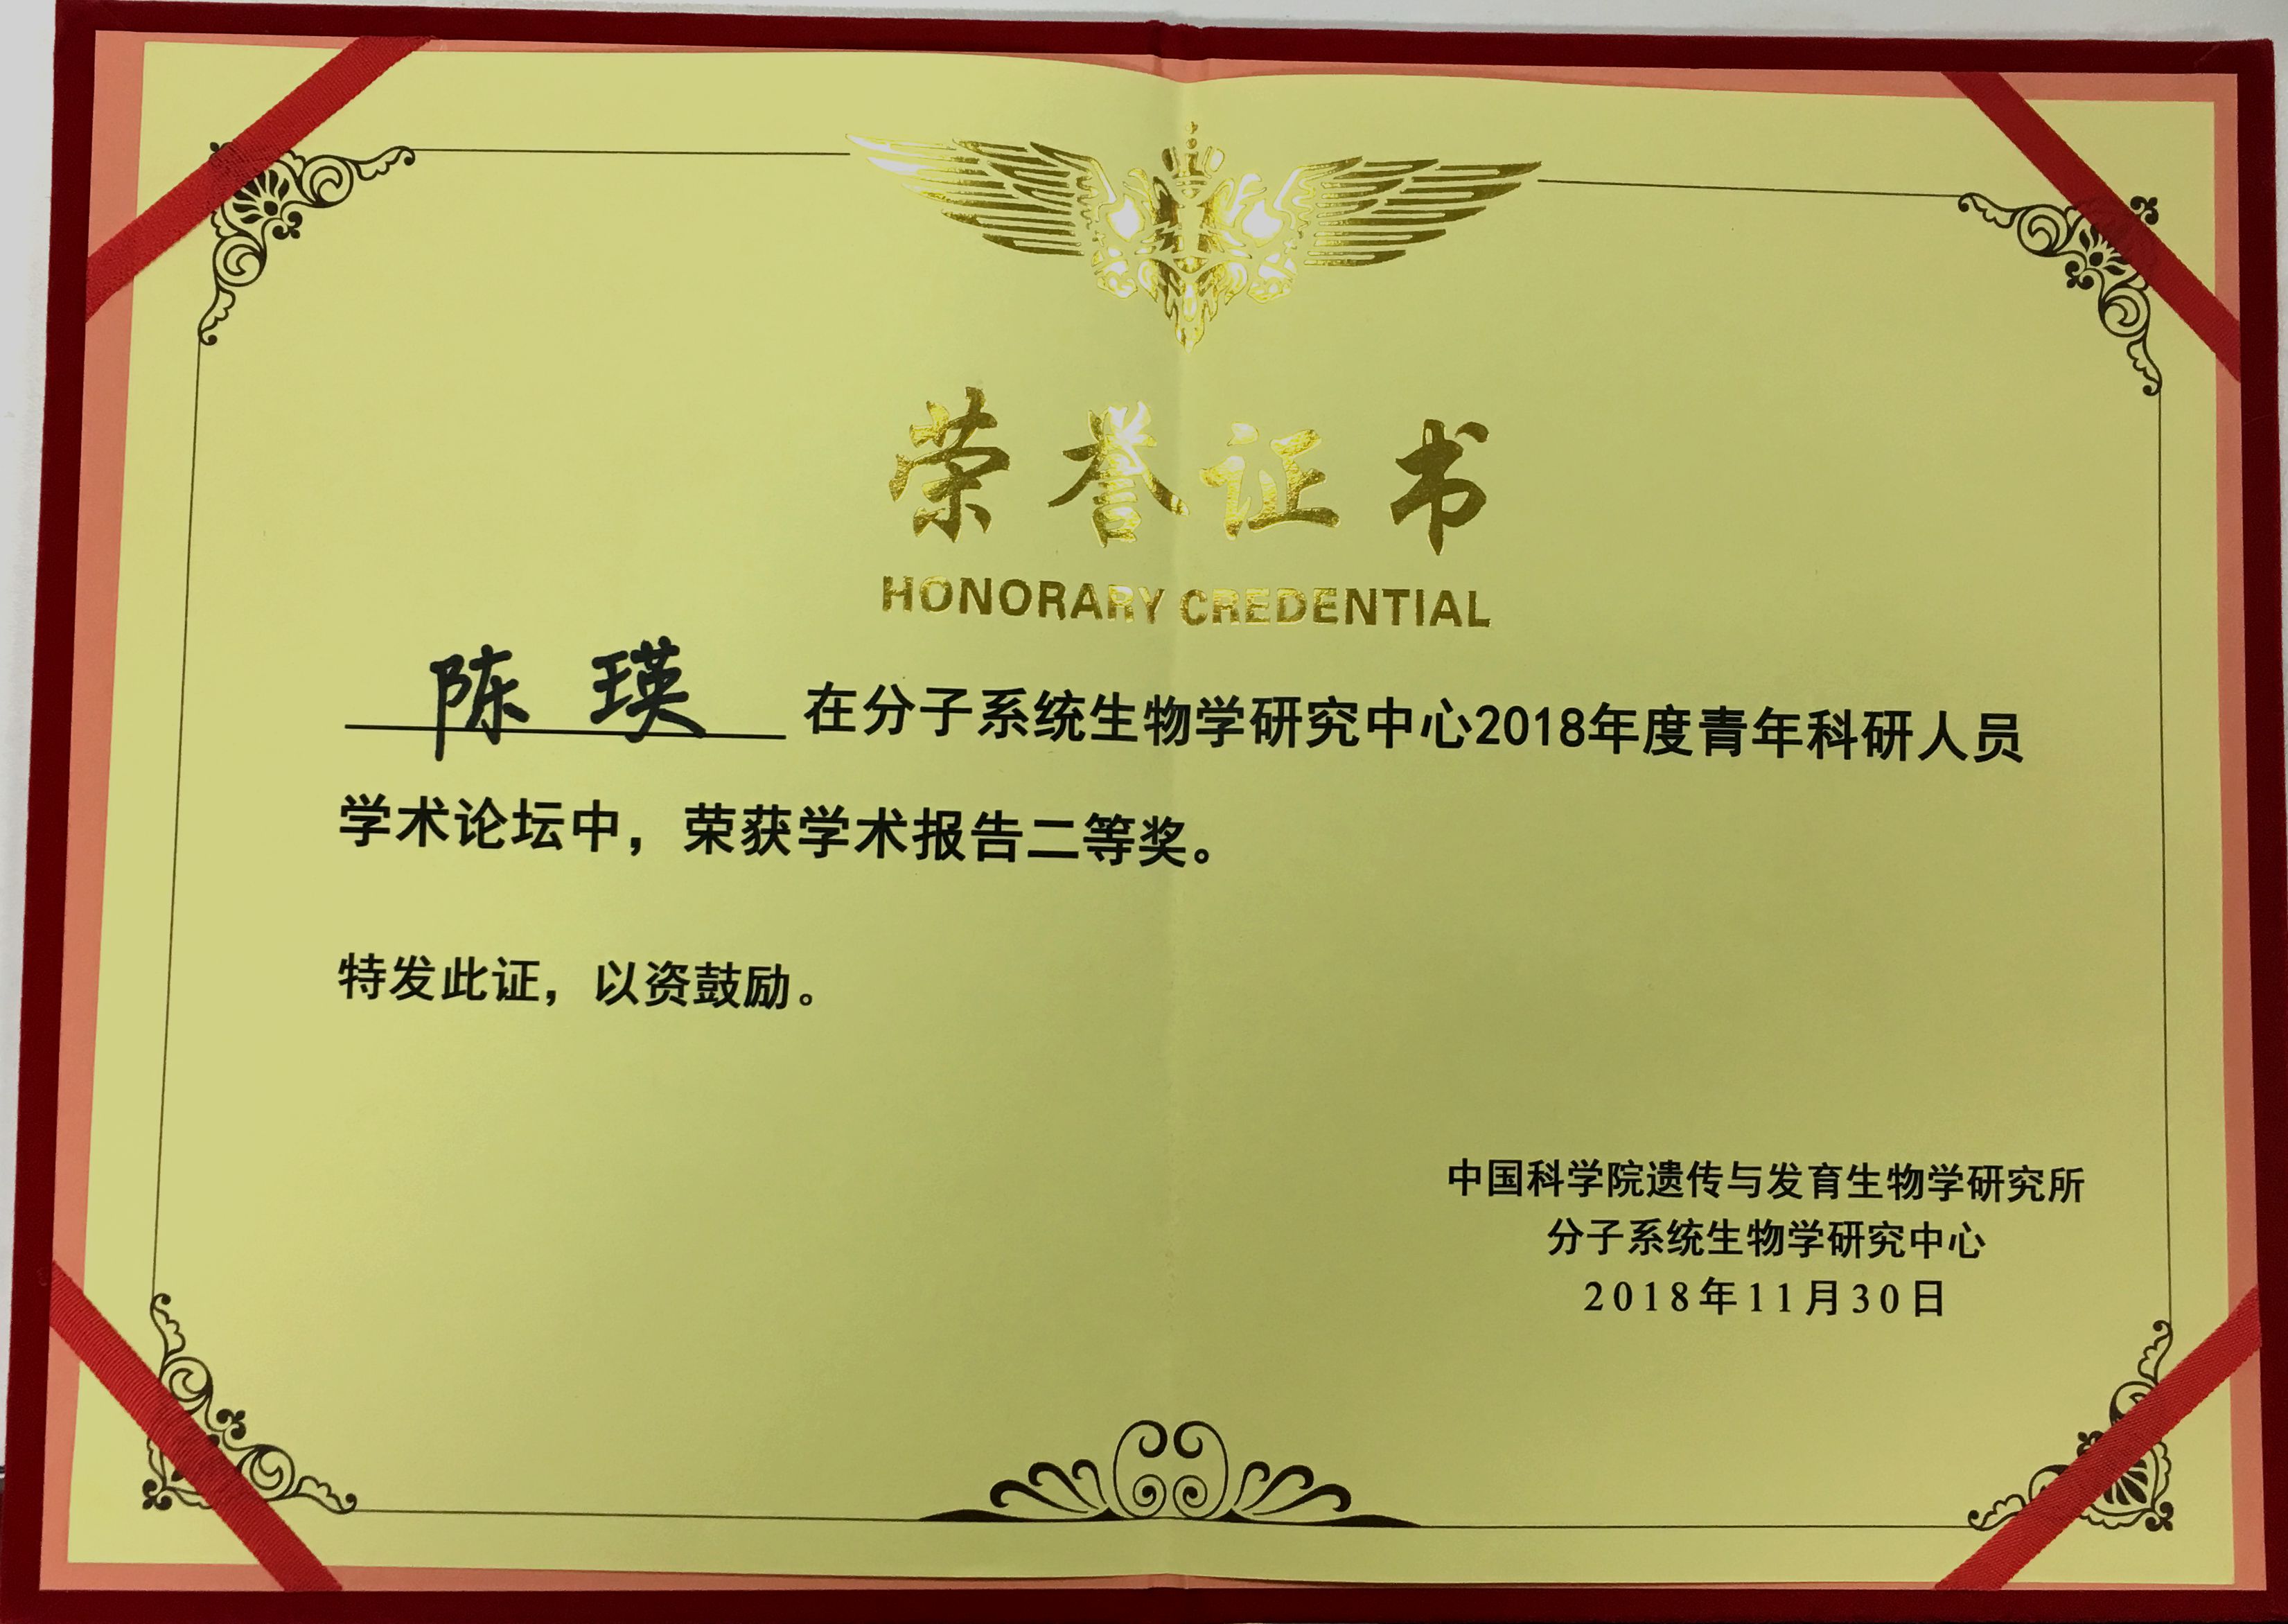 荣誉证书
HONORARY CREDENTIAL
陈瑛 在分子系统生物学研究中心2018年度青年科研人员
学术论坛中，荣获学术报告二等奖。
特发此证，以资鼓励。
中国科学院遗传与发育生物学研究所
分子系统生物学研究中心
2018年11月30日